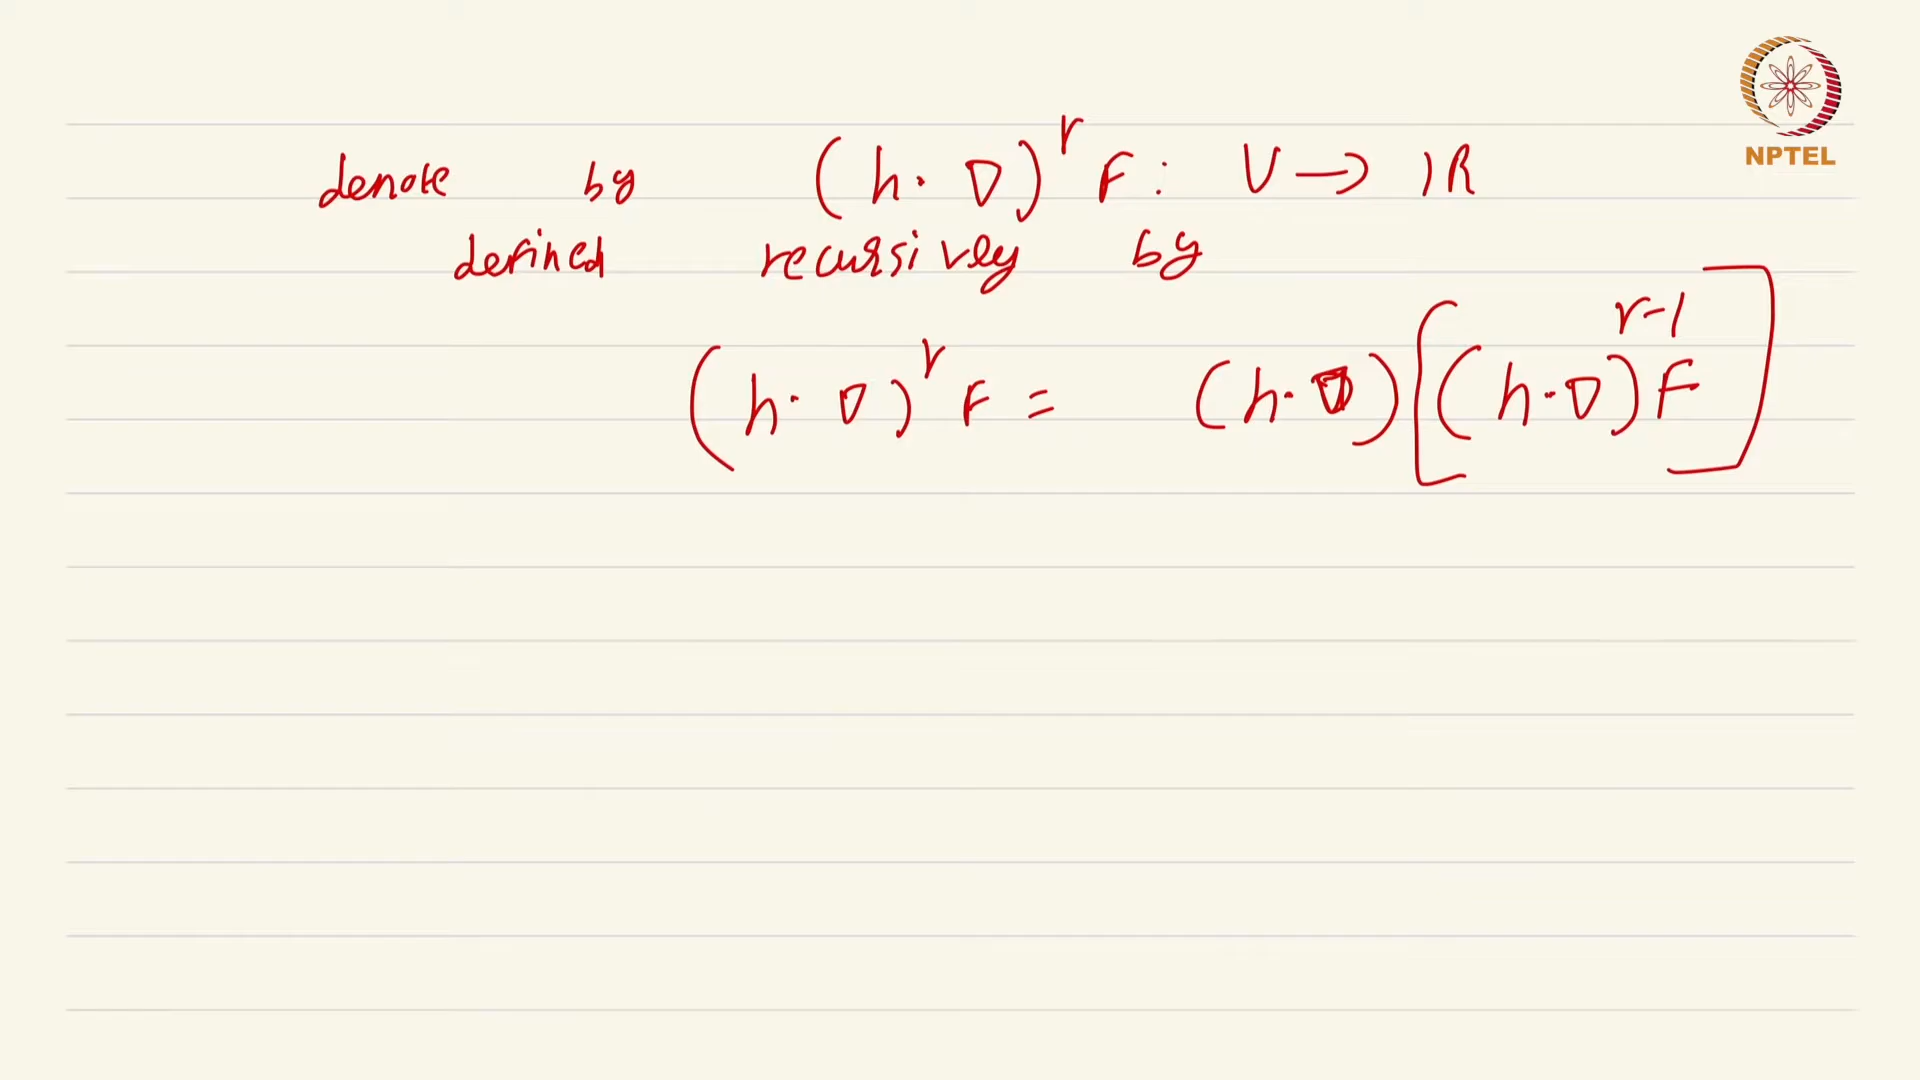 NPTEL
denote by (h · ∇)^r F : U → ℝ
defined recursively by
(h · ∇)^r F = (h · ∇) [(h · ∇)^{r-1} F]